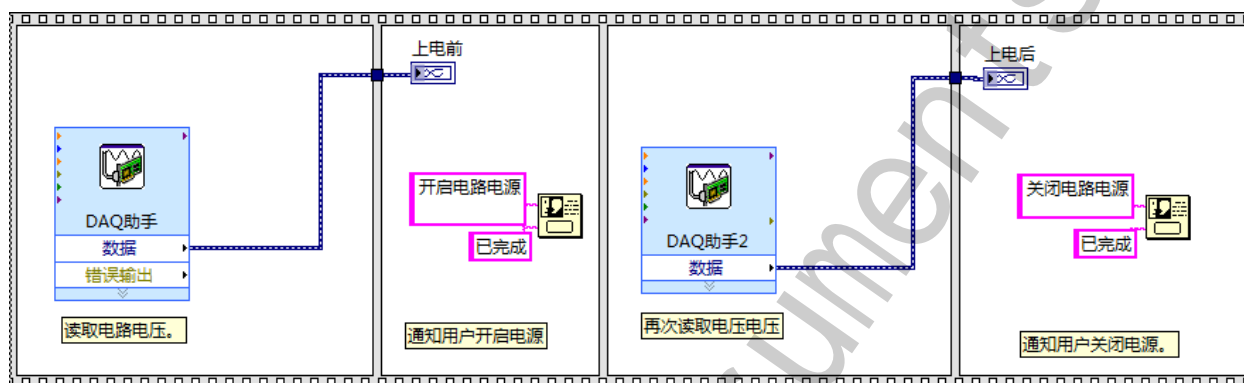 上电前
DAQ助手
数据
错误输出
读取电路电压。
开启电路电源
已完成
通知用户开启电源
DAQ助手2
数据
再次读取电压电压
上电后
关闭电路电源
已完成
通知用户关闭电源。